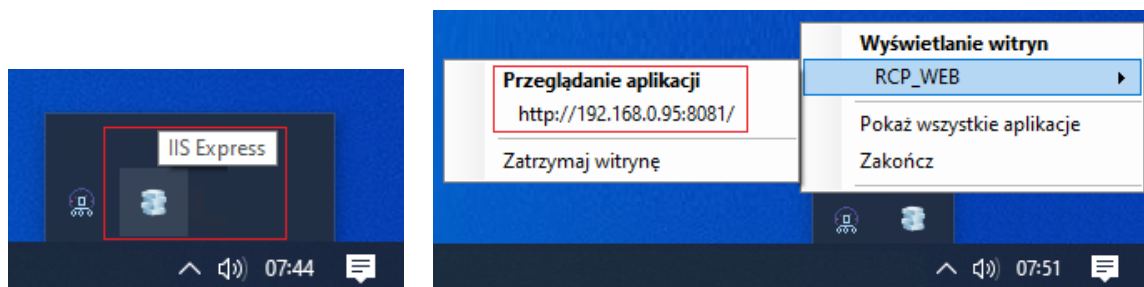 IIS Express
07:44
Wyświetlanie witryn
RCP_WEB
Pokaż wszystkie aplikacje
Zakończ
Przeglądanie aplikacji
http://192.168.0.95:8081/
Zatrzymaj witrynę
07:51